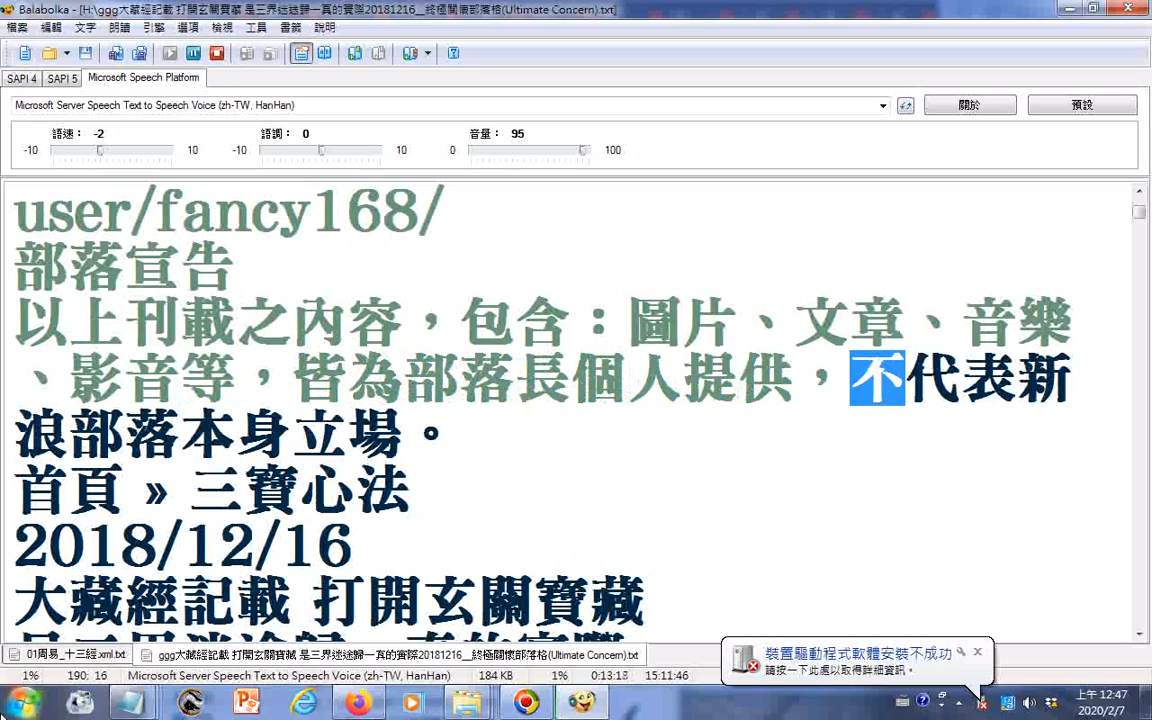 Balabolka - [H:\ggg大藏經記載 打開玄關寶藏 是三界迷途歸一真的實際20181216__終極關懷部落格(Ultimate Concern).txt]
檔案 編輯 文字 朗讀 引擎 選項 檢視 工具 書籤 說明
SAPI 4 SAPI 5 Microsoft Speech Platform
Microsoft Server Speech Text to Speech Voice (zh-TW, HanHan) 關於 預設
語速： -2 語調： 0 音量： 95
-10 10 -10 10 0 100
user/fancy168/
部落宣告
以上刊載之內容，包含：圖片、文章、音樂
、影音等，皆為部落長個人提供，不代表新
浪部落本身立場。
首頁 » 三寶心法
2018/12/16
大藏經記載 打開玄關寶藏
是三界迷途歸一真的實際
01周易_十三經.xml.txt ggg大藏經記載 打開玄關寶藏 是三界迷途歸一真的實際20181216__終極關懷部落格(Ultimate Concern).txt
裝置驅動程式軟體安裝不成功
請按一下此處以取得詳細資訊。
1% 190: 16 Microsoft Server Speech Text to Speech Voice (zh-TW, HanHan) 184 KB 1% 0:13:18 15:11:46
上午 12:47
2020/2/7